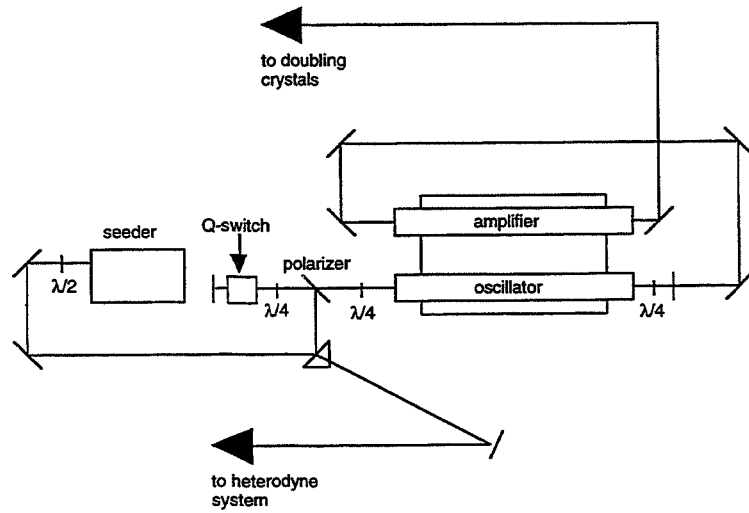 to doubling
crystals
amplifier
seeder
Q-switch
polarizer
oscillator
λ/2
λ/4
λ/4
λ/4
to heterodyne
system